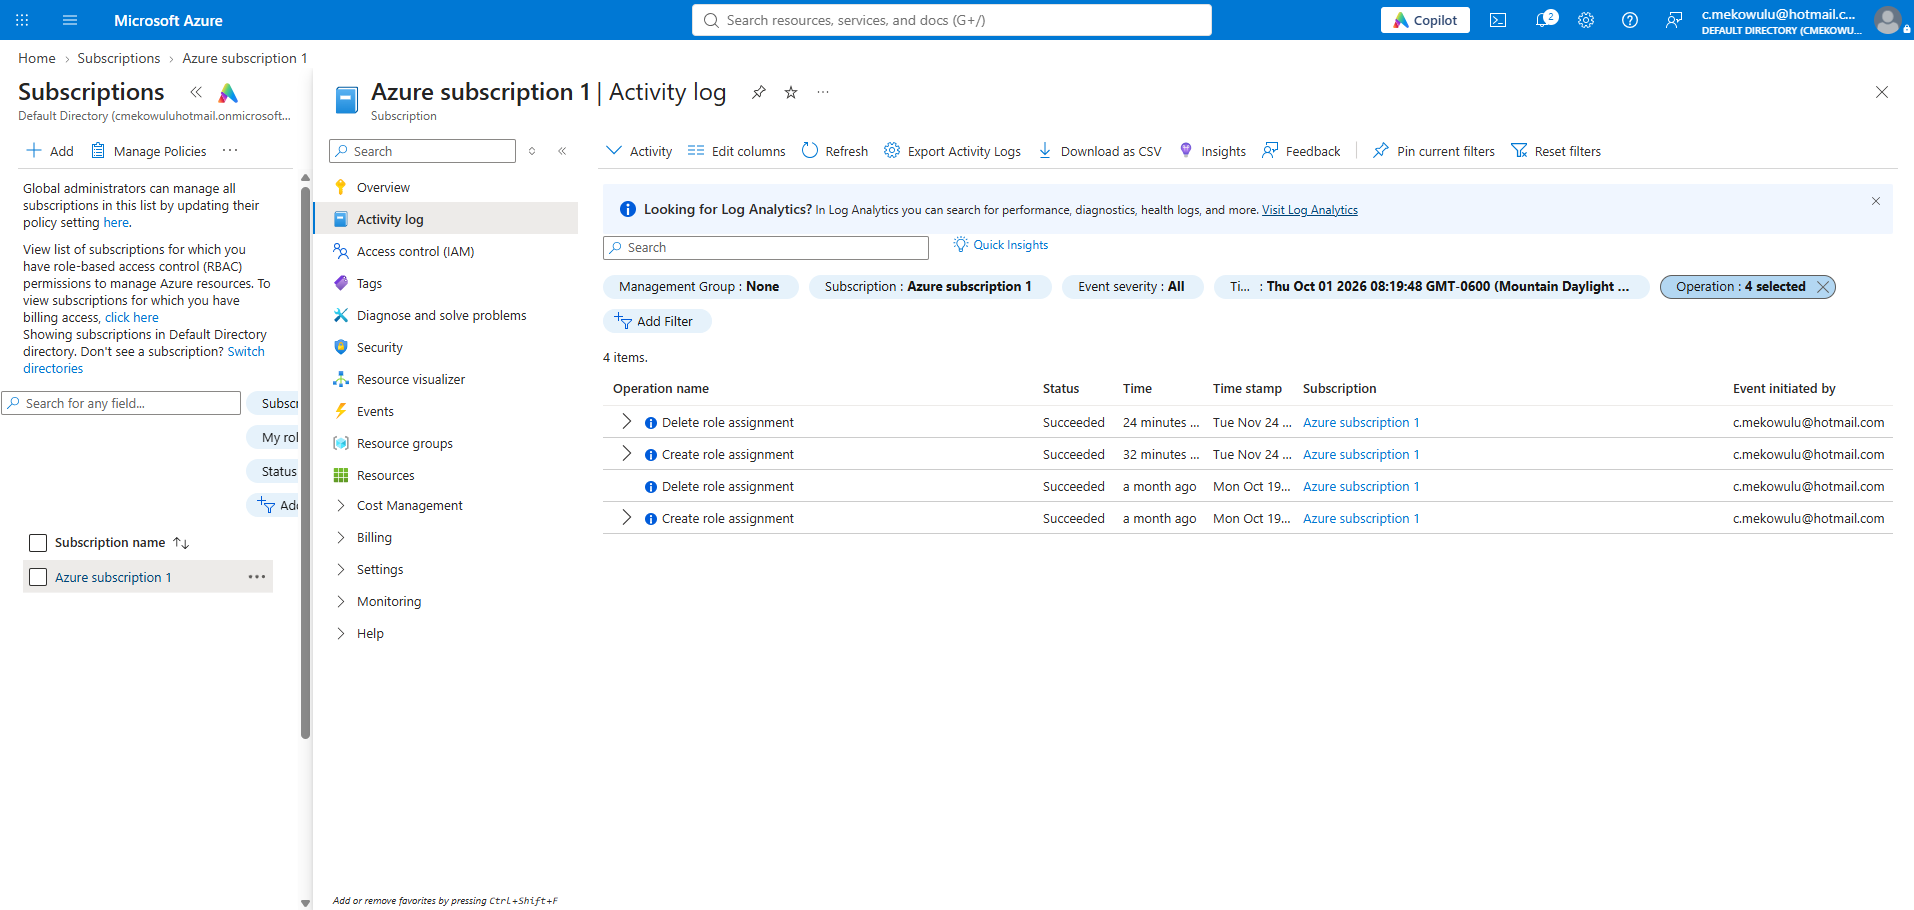 Microsoft Azure
Search resources, services, and docs (G+/)
Copilot
2
c.mekowulu@hotmail.c...
DEFAULT DIRECTORY (CMEKOWU...
Home > Subscriptions > Azure subscription 1
Subscriptions
Default Directory (cmekowuluhotmail.onmicrosoft...
Add
Manage Policies
Global administrators can manage all
subscriptions in this list by updating their
policy setting here.
View list of subscriptions for which you
have role-based access control (RBAC)
permissions to manage Azure resources. To
view subscriptions for which you have
billing access, click here
Showing subscriptions in Default Directory
directory. Don't see a subscription? Switch
directories
Search for any field...
Subscr
My rol
Status
Add
Subscription name
Azure subscription 1
Azure subscription 1 | Activity log
Subscription
Search
Overview
Activity log
Access control (IAM)
Tags
Diagnose and solve problems
Security
Resource visualizer
Events
Resource groups
Resources
Cost Management
Billing
Settings
Monitoring
Help
Add or remove favorites by pressing Ctrl+Shift+F
Activity
Edit columns
Refresh
Export Activity Logs
Download as CSV
Insights
Feedback
Pin current filters
Reset filters
Looking for Log Analytics? In Log Analytics you can search for performance, diagnostics, health logs, and more. Visit Log Analytics
Search
Quick Insights
Management Group : None
Subscription : Azure subscription 1
Event severity : All
Ti... : Thu Oct 01 2026 08:19:48 GMT-0600 (Mountain Daylight ...
Operation : 4 selected
Add Filter
4 items.
Operation name Status Time Time stamp Subscription Event initiated by
Delete role assignment Succeeded 24 minutes ... Tue Nov 24 ... Azure subscription 1 c.mekowulu@hotmail.com
Create role assignment Succeeded 32 minutes ... Tue Nov 24 ... Azure subscription 1 c.mekowulu@hotmail.com
Delete role assignment Succeeded a month ago Mon Oct 19... Azure subscription 1 c.mekowulu@hotmail.com
Create role assignment Succeeded a month ago Mon Oct 19... Azure subscription 1 c.mekowulu@hotmail.com